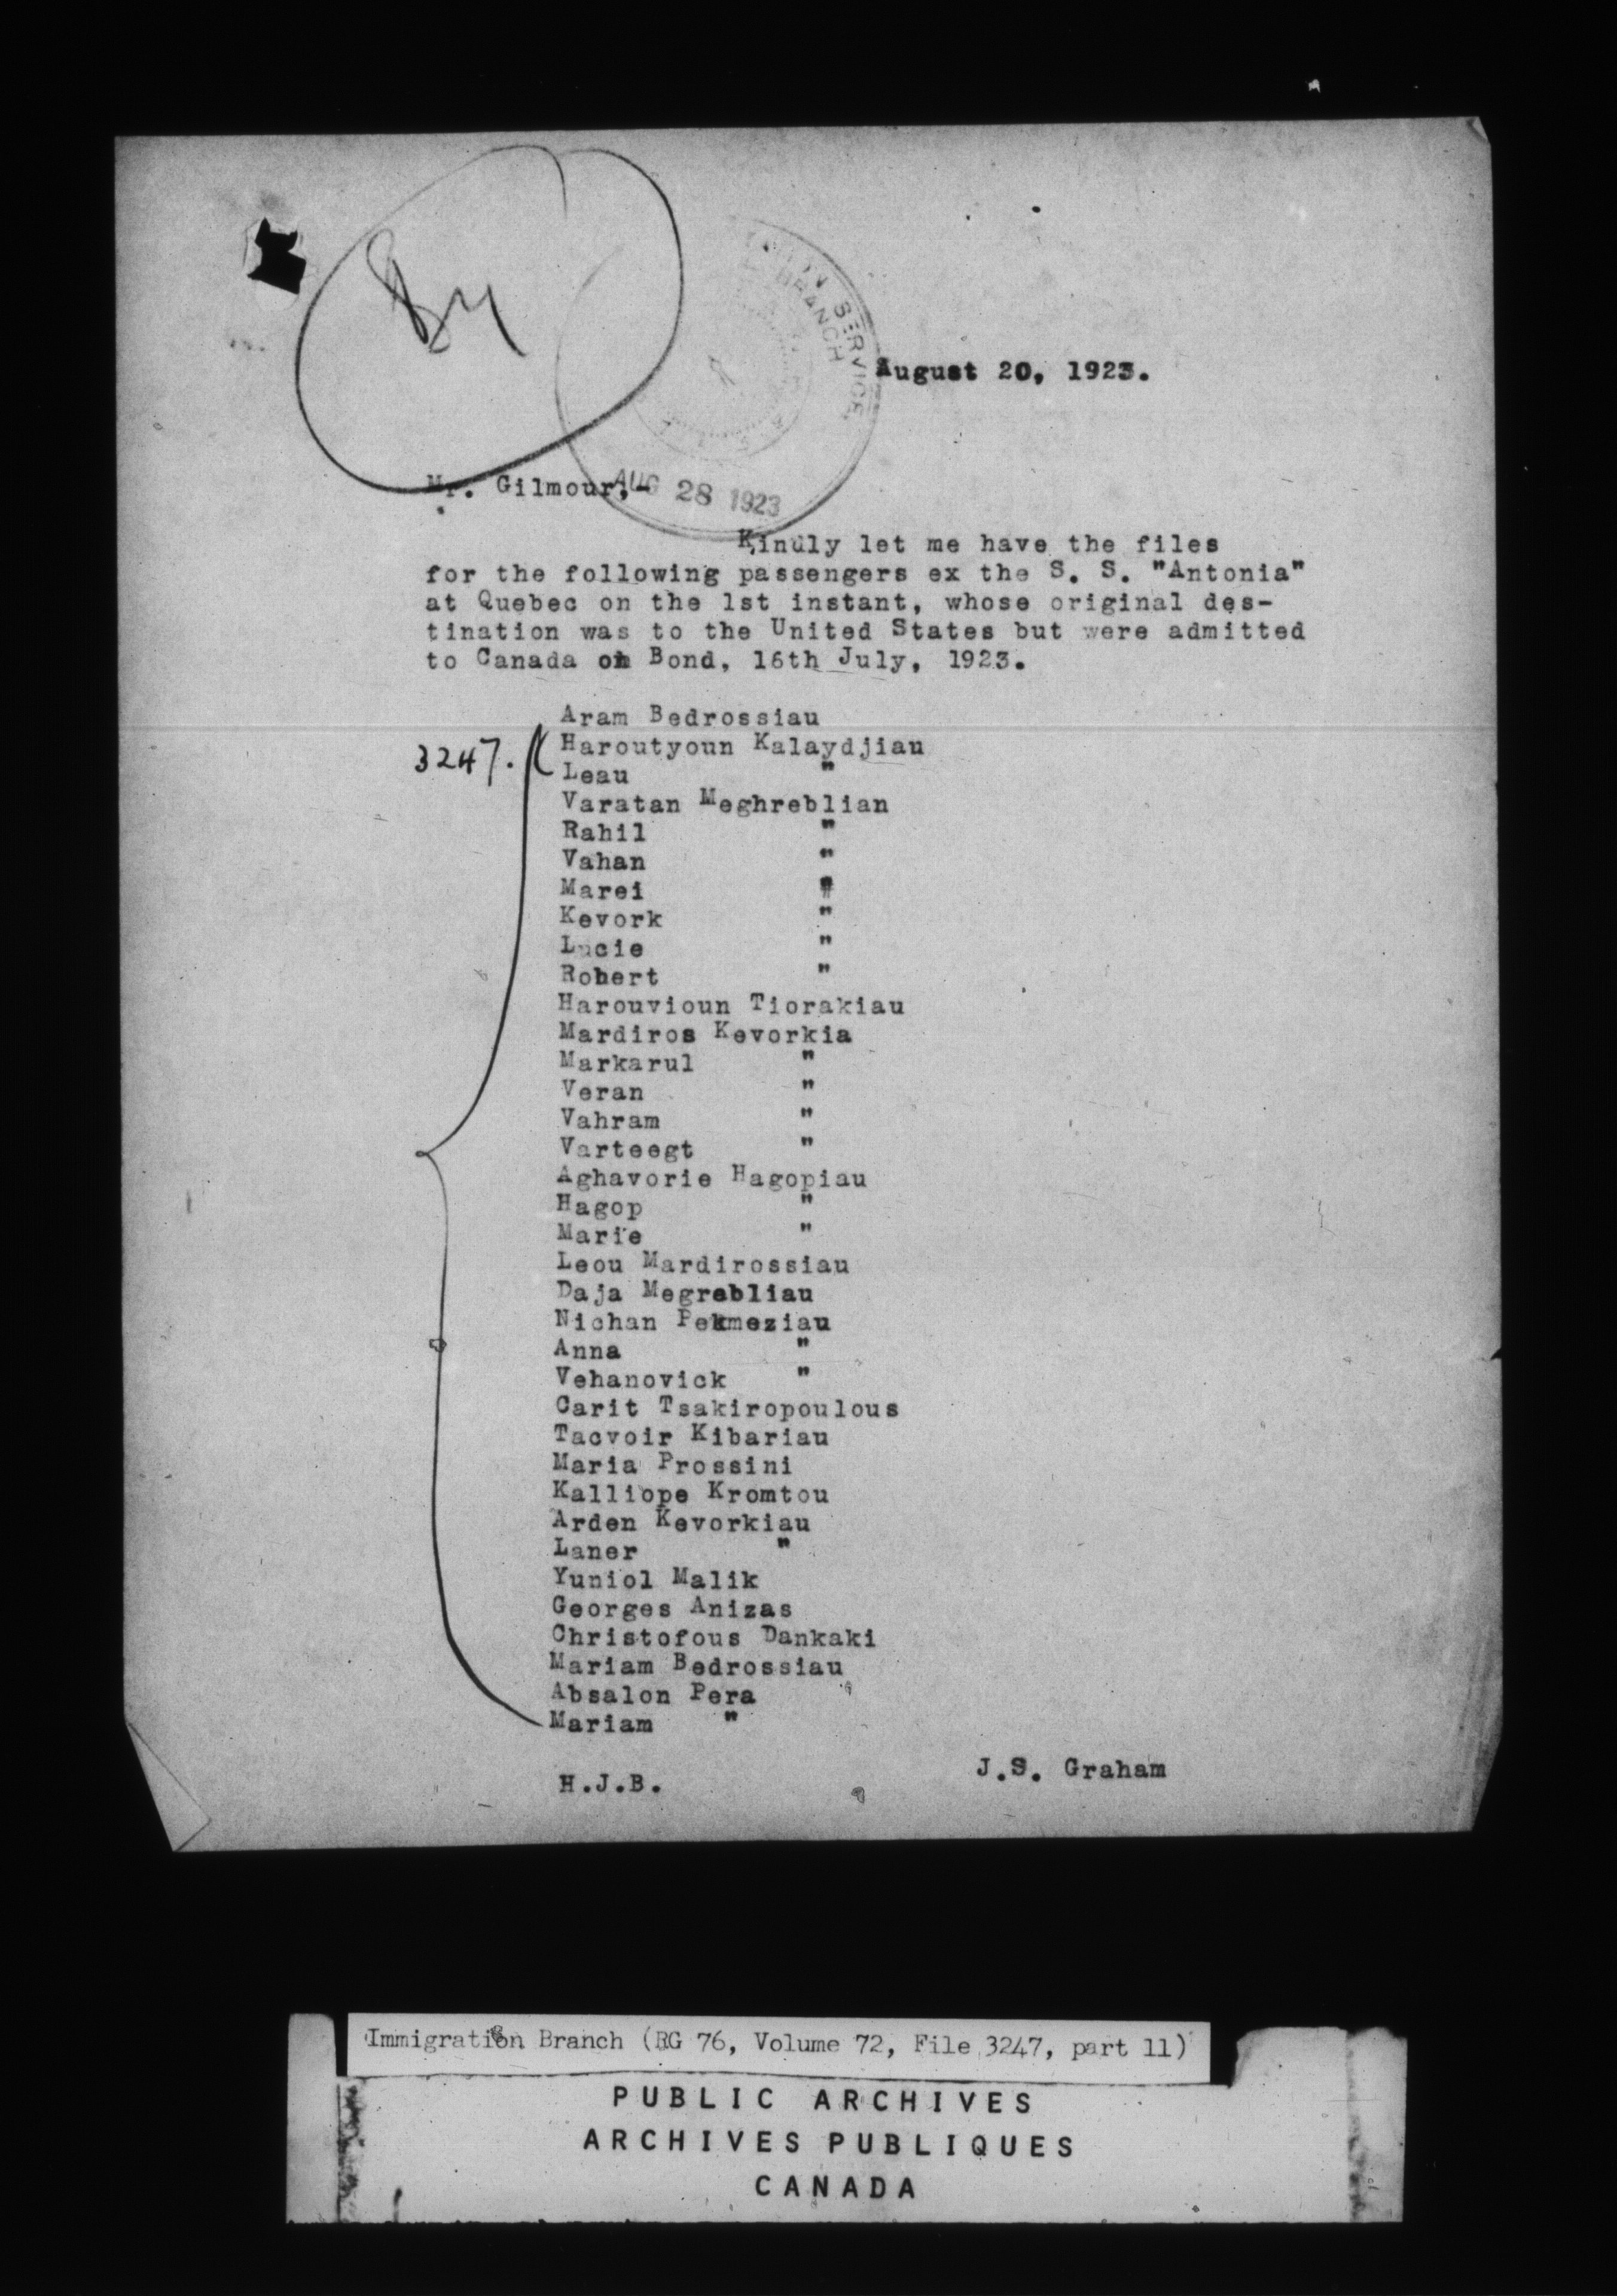 By
ION SERVICE
BRANCH
August 20, 1923.
Mr. Gilmour,-
AUG 28 1923
Kindly let me have the files
for the following passengers ex the S. S. "Antonia"
at Quebec on the 1st instant, whose original des-
tination was to the United States but were admitted
to Canada on Bond, 16th July, 1923.
Aram Bedrossiau
3247. Haroutyoun Kalaydjiau
Leau "
Varatan Meghreblian
Rahil "
Vahan "
Marei "
Kevork "
Lucie "
Robert "
Harouvioun Tiorakiau
Mardiros Kevorkia
Markarul "
Veran "
Vahram "
Varteegt "
Aghavorie Hagopiau
Hagop "
Marie "
Leou Mardirossiau
Daja Megrebliau
Nichan Pekmeziau
Anna "
Vehanovick "
Carit Tsakiropoulous
Tacvoir Kibariau
Maria Prossini
Kalliope Kromtou
Arden Kevorkiau
Laner "
Yuniol Malik
Georges Anizas
Christofous Dankaki
Mariam Bedrossiau
Absalon Pera
Mariam "
J.S. Graham
H.J.B.
Immigration Branch (RG 76, Volume 72, File 3247, part 11)
PUBLIC ARCHIVES
ARCHIVES PUBLIQUES
CANADA